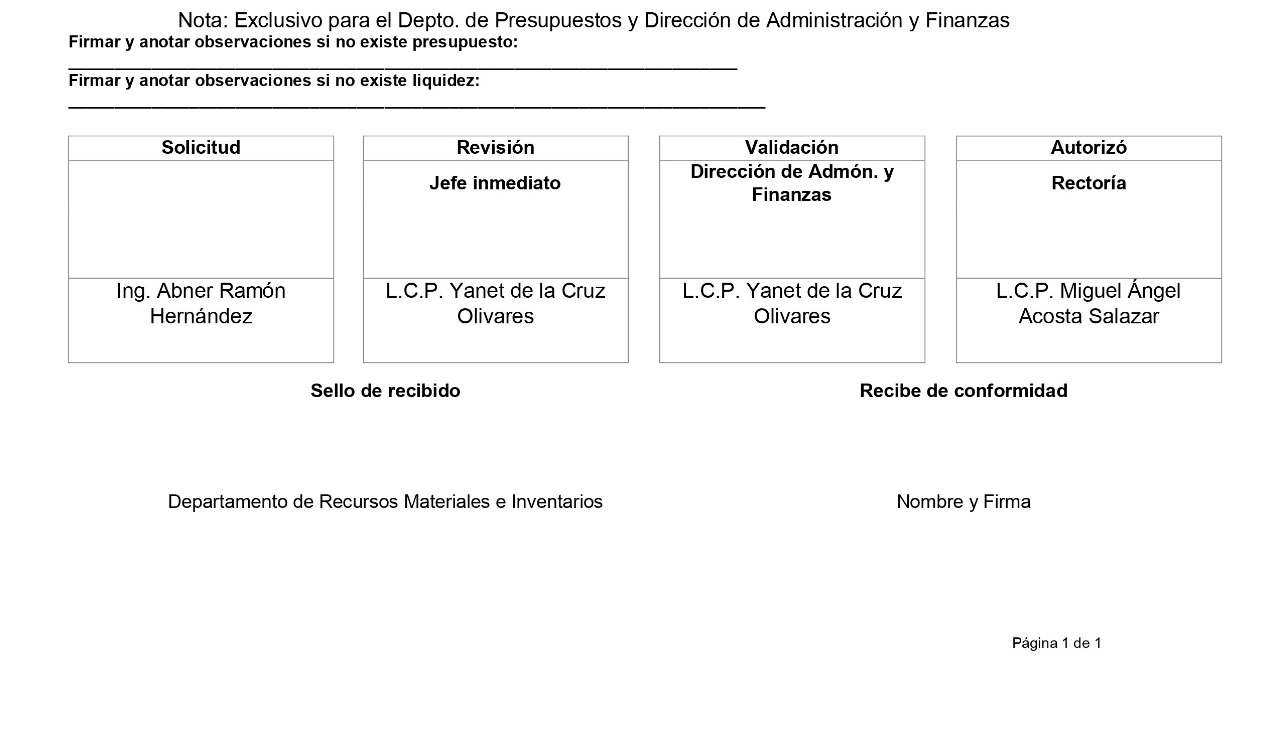 Nota: Exclusivo para el Depto. de Presupuestos y Dirección de Administración y Finanzas
Firmar y anotar observaciones si no existe presupuesto:
Firmar y anotar observaciones si no existe liquidez:
Solicitud
Ing. Abner Ramón
Hernández
Revisión
Jefe inmediato
L.C.P. Yanet de la Cruz
Olivares
Validación
Dirección de Admón. y
Finanzas
L.C.P. Yanet de la Cruz
Olivares
Autorizó
Rectoría
L.C.P. Miguel Ángel
Acosta Salazar
Sello de recibido
Recibe de conformidad
Departamento de Recursos Materiales e Inventarios
Nombre y Firma
Página 1 de 1